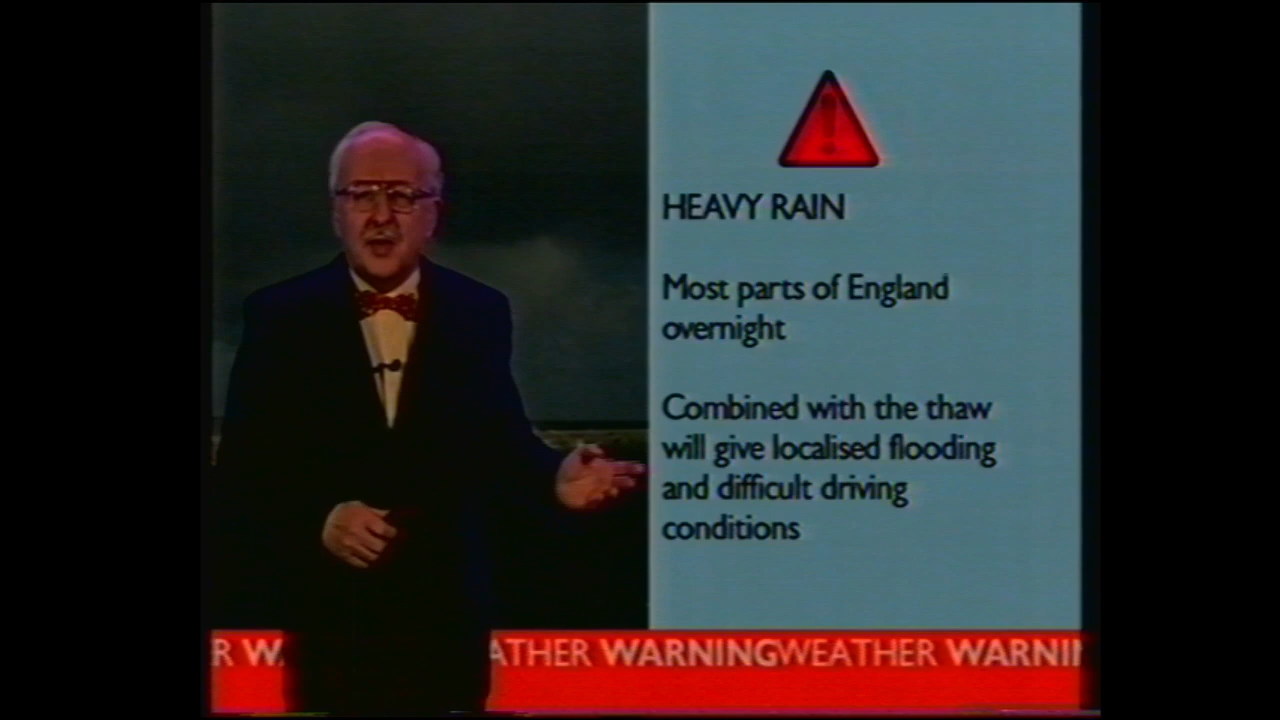 HEAVY RAIN
Most parts of England
overnight
Combined with the thaw
will give localised flooding
and difficult driving
conditions
R WA ATHER WARNINGWEATHER WARNIN